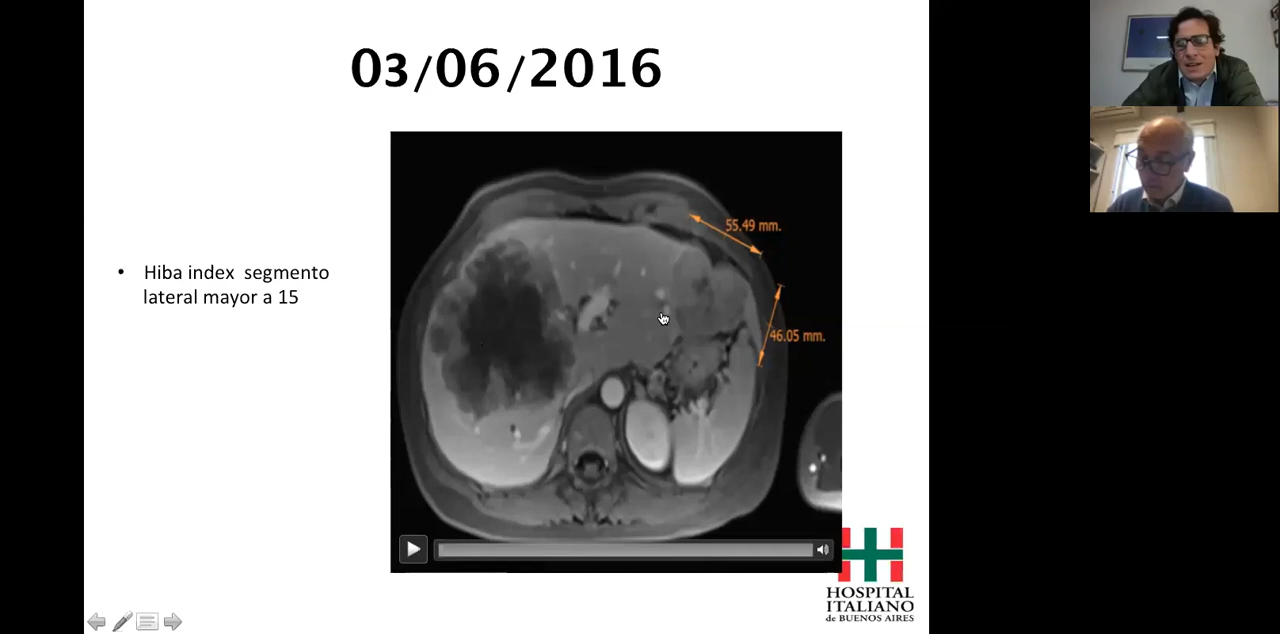 03/06/2016
55.49 mm.
• Hiba index segmento
lateral mayor a 15
46.05 mm.
HOSPITAL
ITALIANO
de BUENOS AIRES